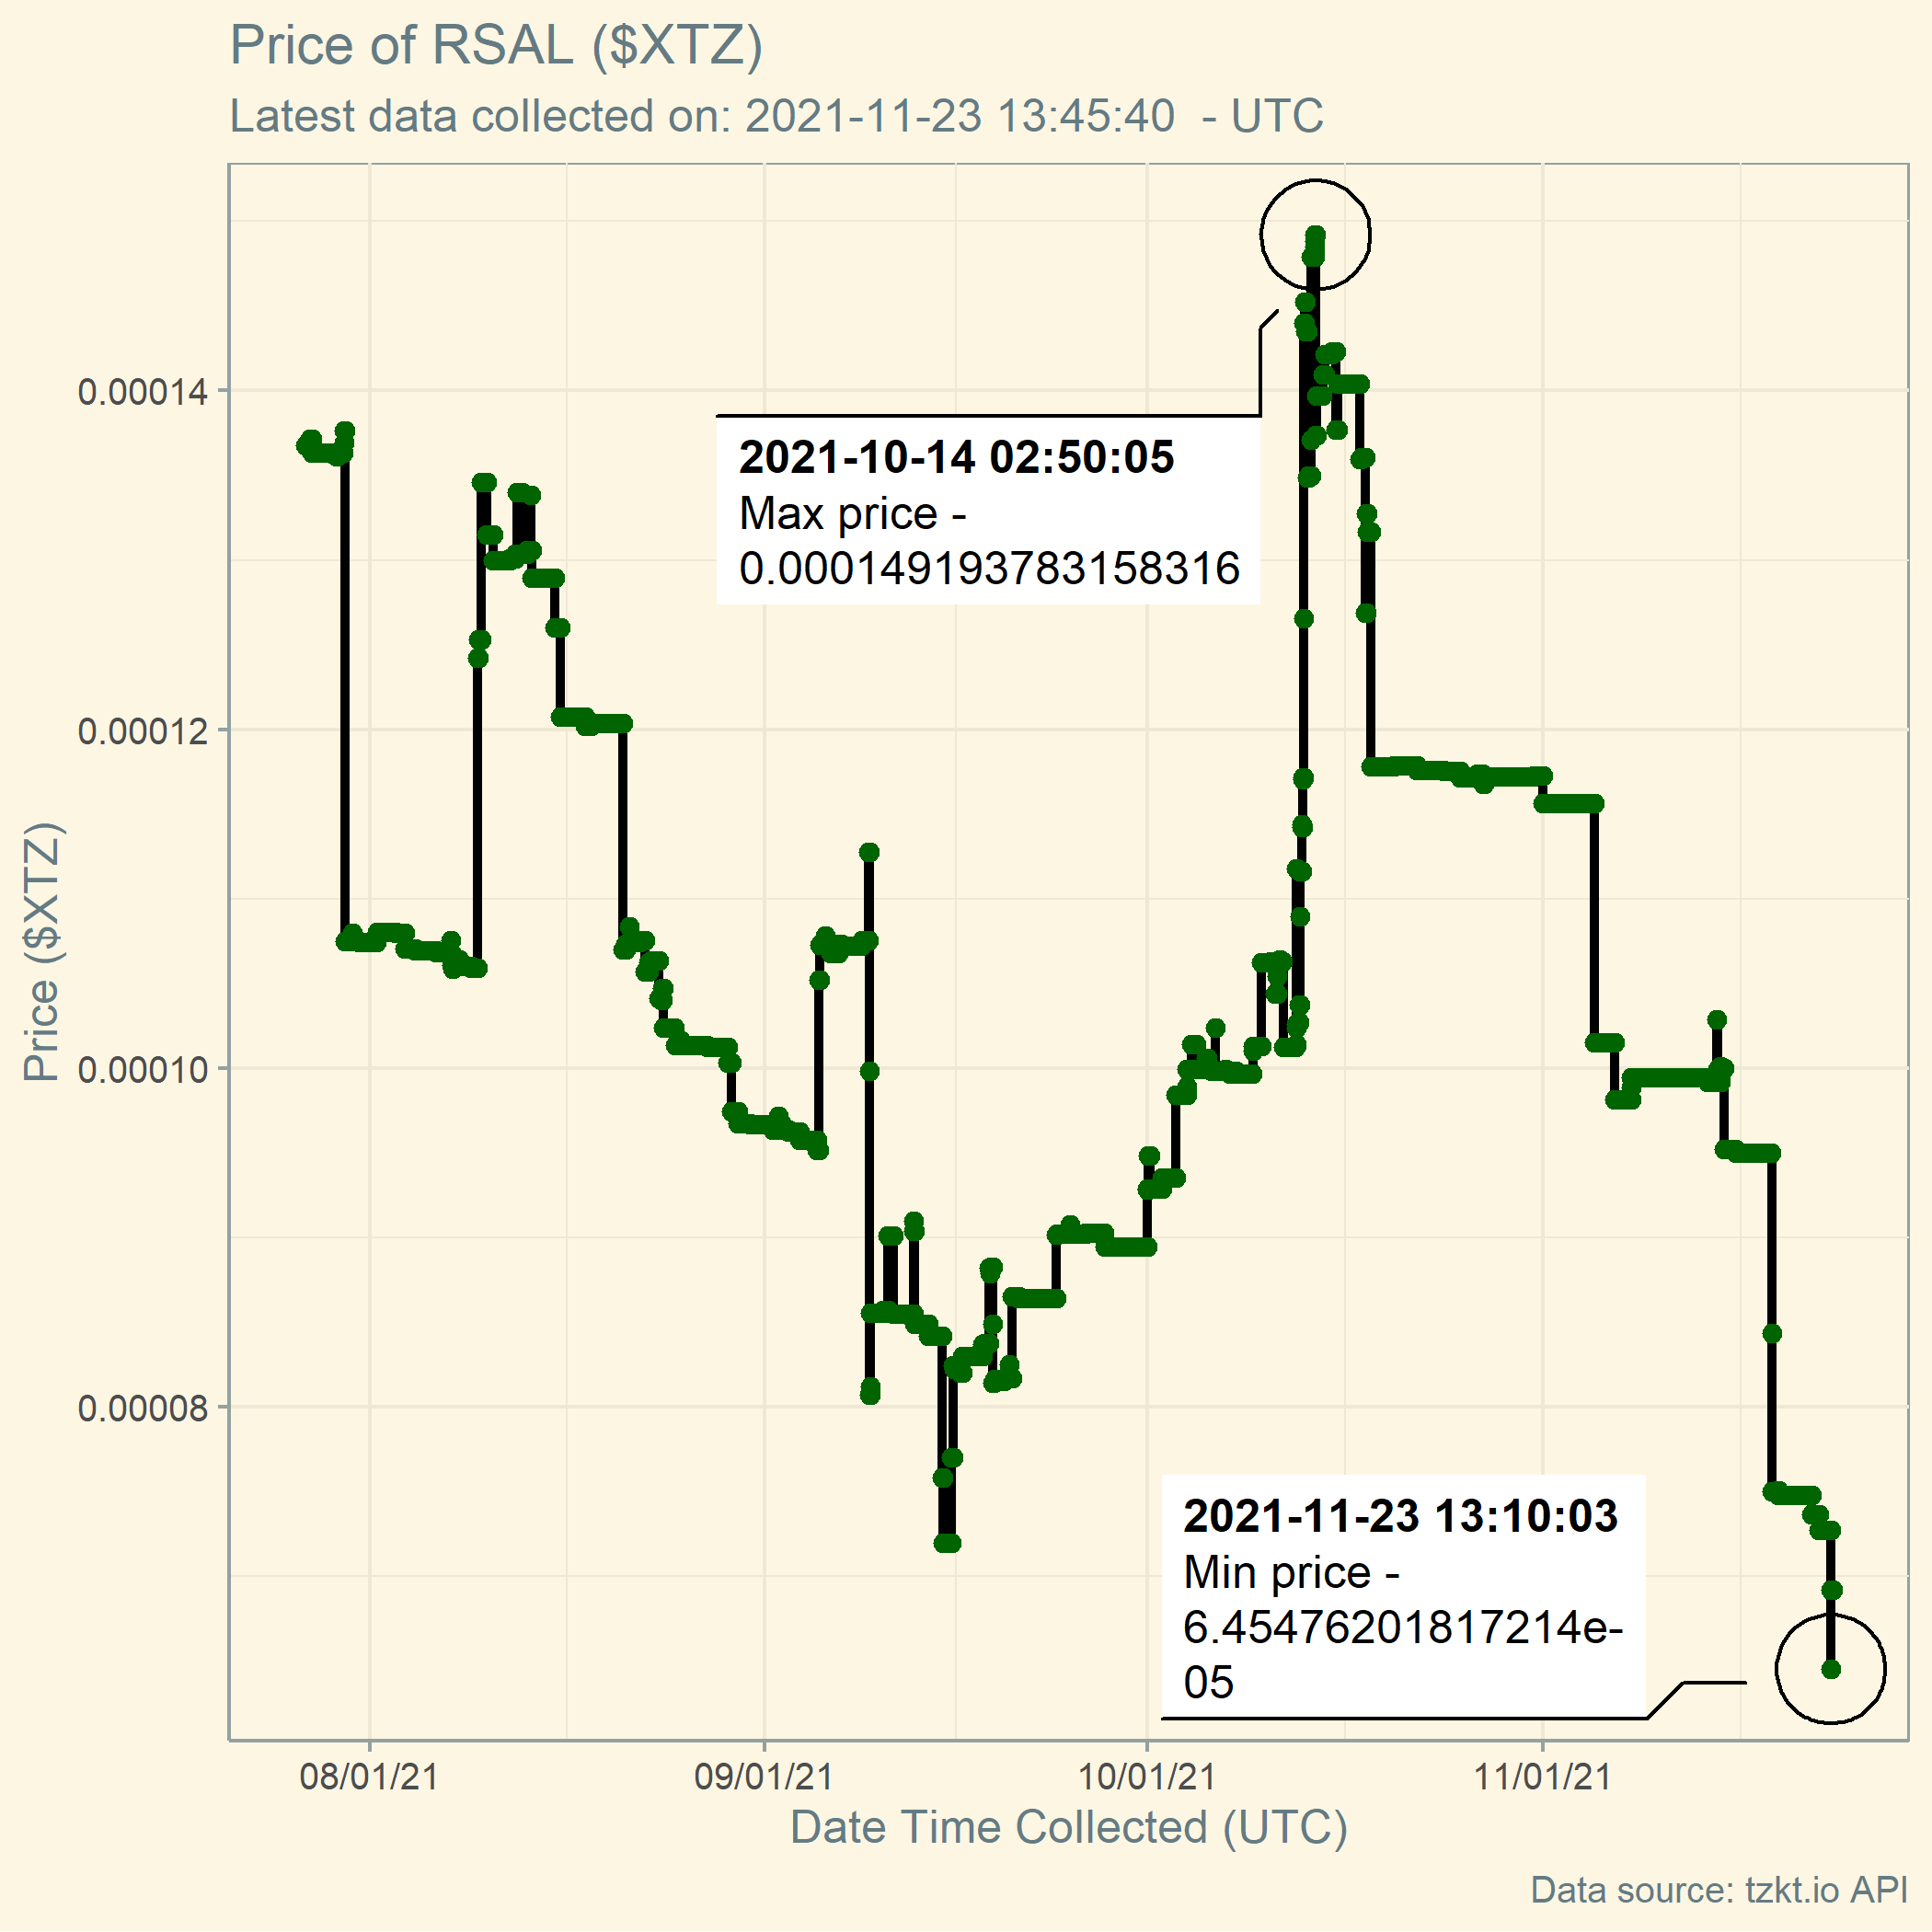 Price of RSAL ($XTZ)
Latest data collected on: 2021-11-23 13:45:40  - UTC
Price ($XTZ)
0.00014
0.00012
0.00010
0.00008
2021-10-14 02:50:05
Max price -
0.000149193783158316
2021-11-23 13:10:03
Min price -
6.45476201817214e-
05
08/01/21
09/01/21
10/01/21
11/01/21
Date Time Collected (UTC)
Data source: tzkt.io API